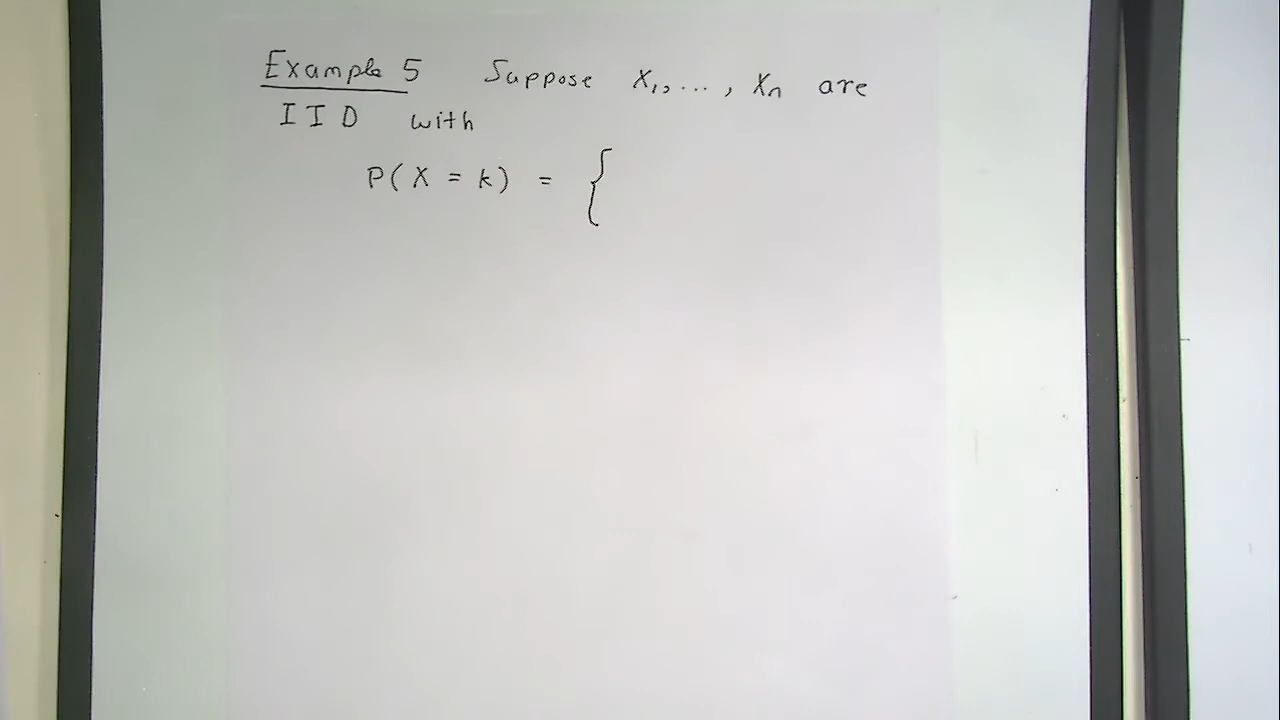 Example 5 Suppose X₁, ..., Xₙ are
IID with
P(X = k) = {